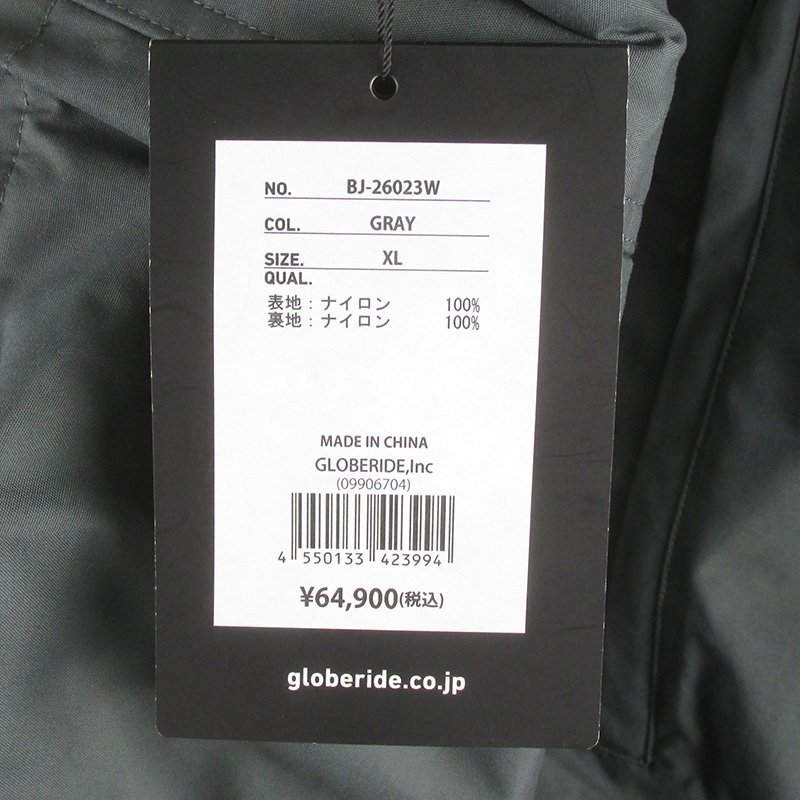 NO. BJ-26023W
COL. GRAY
SIZE. XL
QUAL.
表地：ナイロン 100%
裏地：ナイロン 100%
MADE IN CHINA
GLOBERIDE,Inc
(09906704)
4 550133 423994
¥64,900(税込)
globeride.co.jp